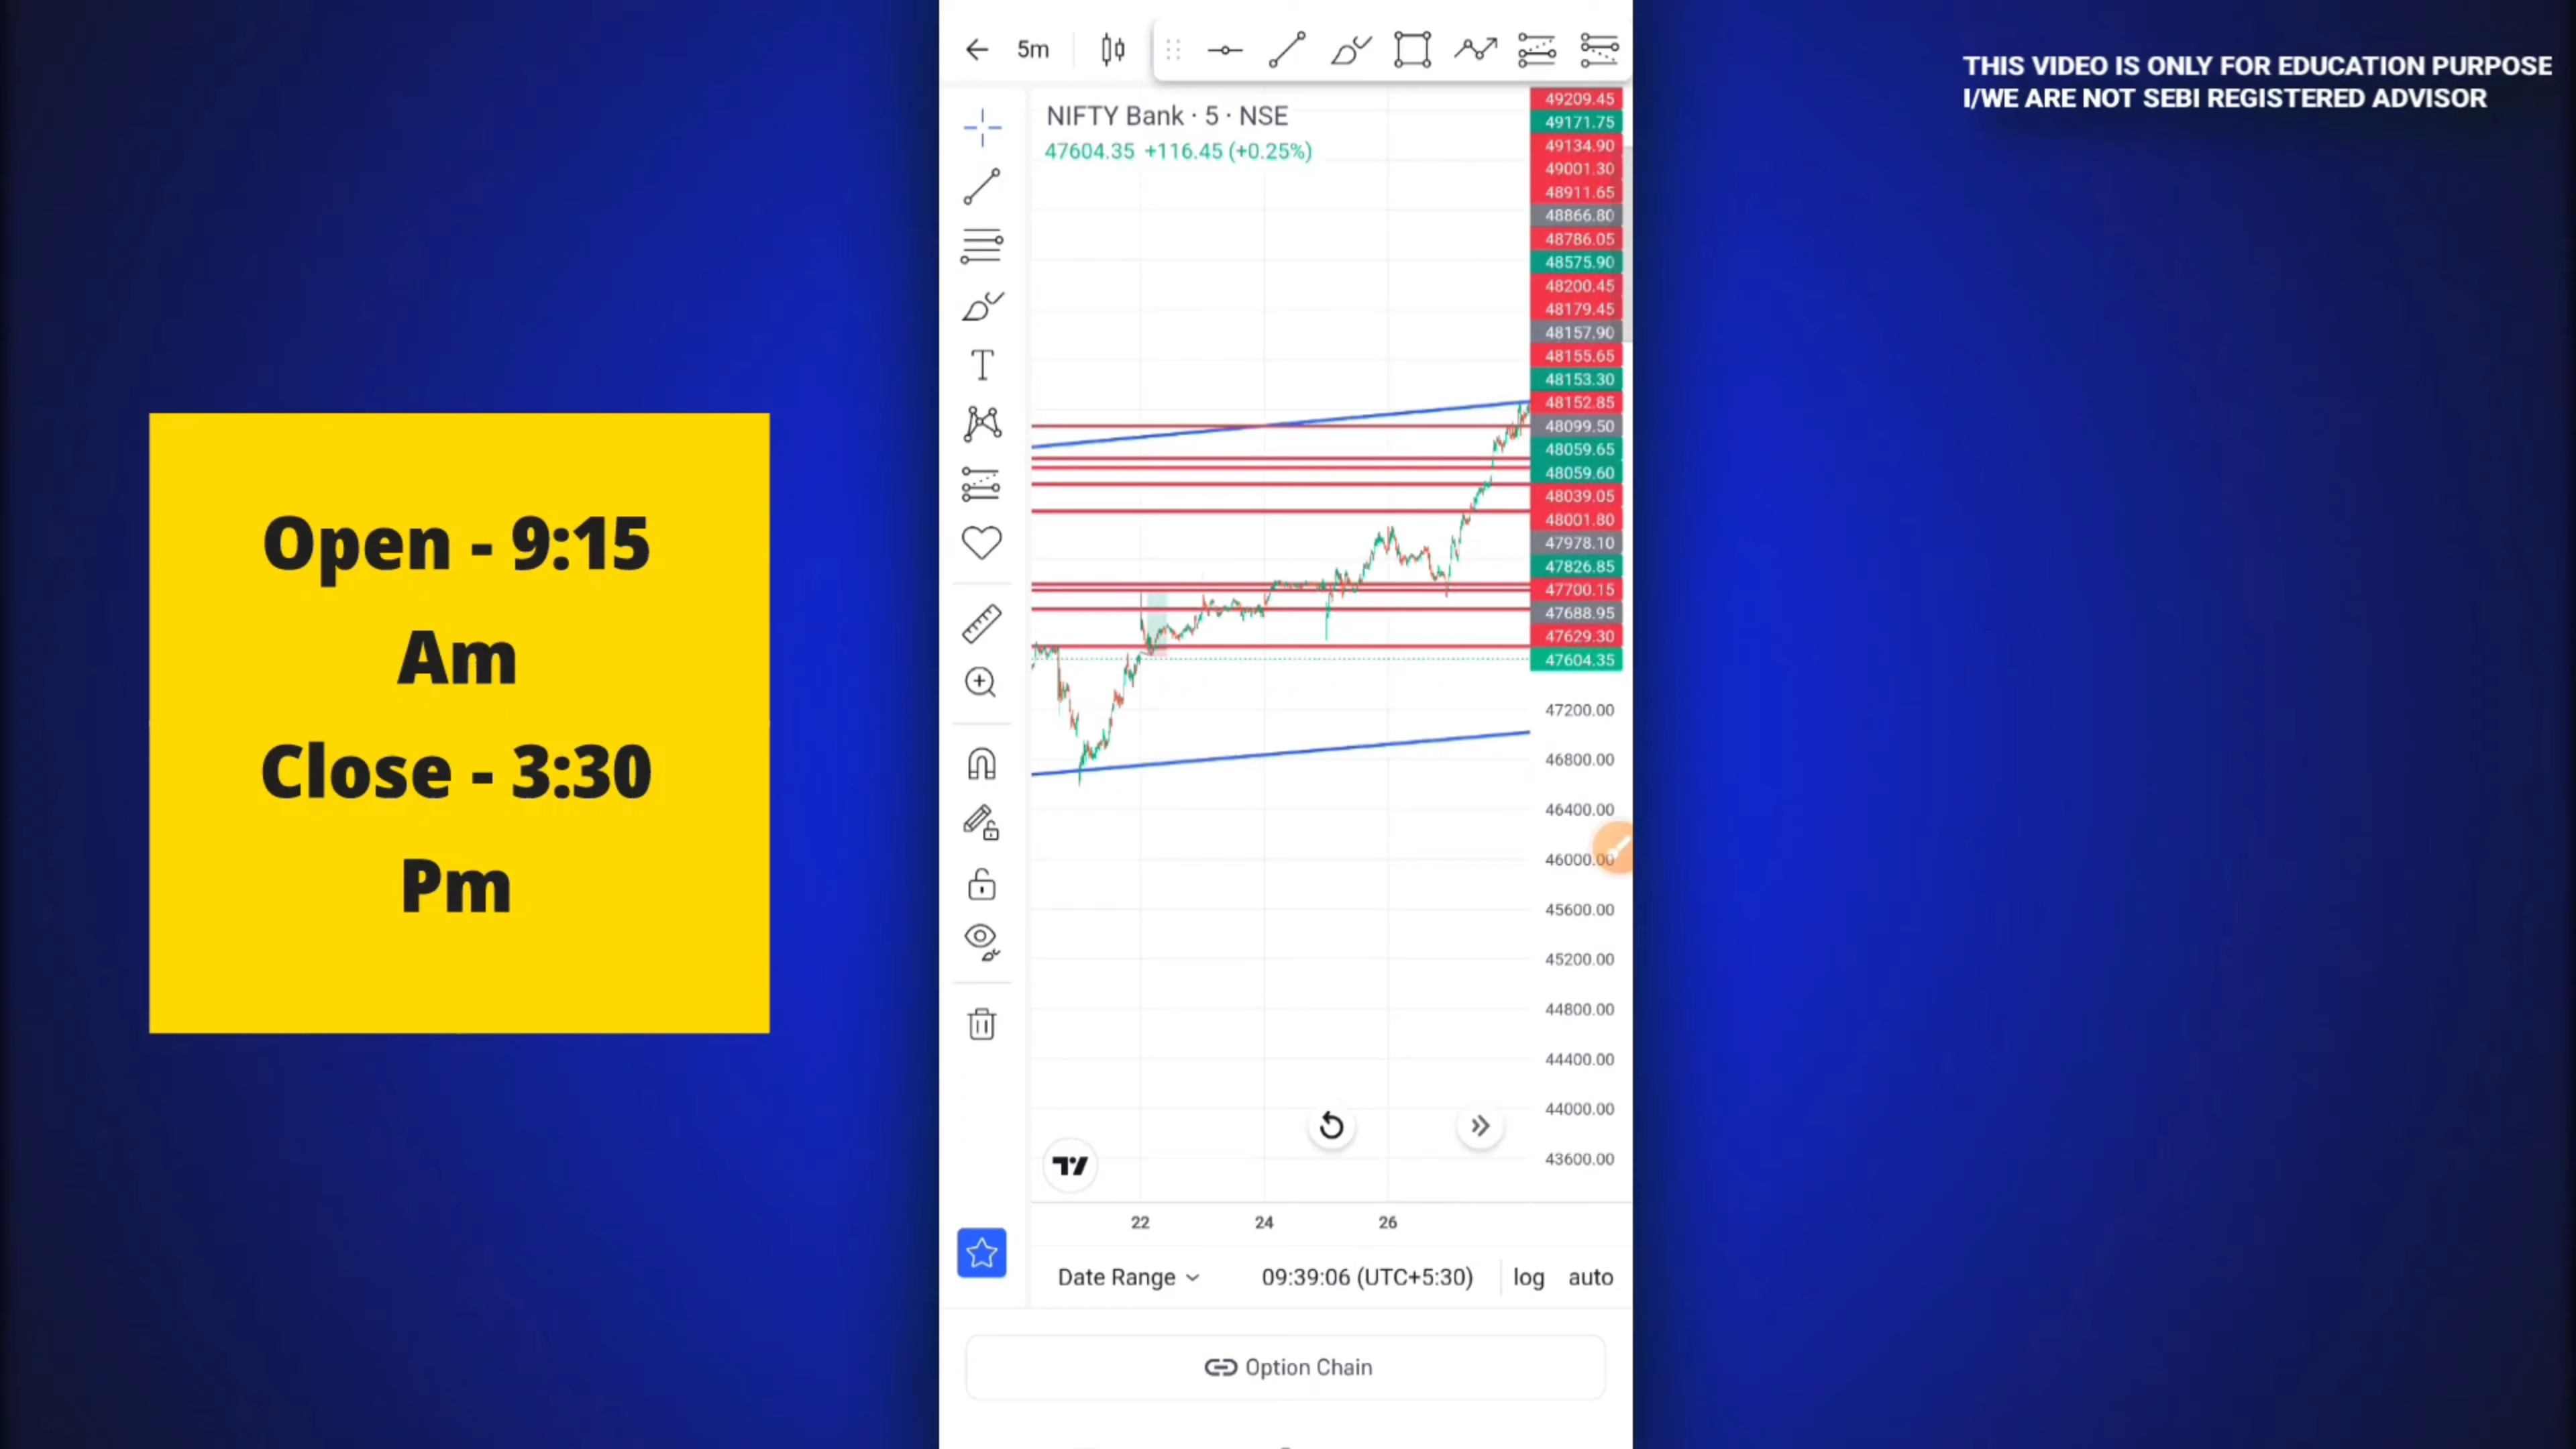 THIS VIDEO IS ONLY FOR EDUCATION PURPOSE
I/WE ARE NOT SEBI REGISTERED ADVISOR
Open - 9:15
Am
Close - 3:30
Pm
5m
NIFTY Bank · 5 · NSE
47604.35 +116.45 (+0.25%)
49209.45
49171.75
49134.90
49001.30
48911.65
48866.80
48786.05
48575.90
48200.45
48179.45
48157.90
48155.65
48153.30
48152.85
48099.50
48059.65
48059.60
48039.05
48001.80
47978.10
47826.85
47700.15
47688.95
47629.30
47604.35
47200.00
46800.00
46400.00
46000.00
45600.00
45200.00
44800.00
44400.00
44000.00
43600.00
22 24 26
Date Range 09:39:06 (UTC+5:30) log auto
Option Chain